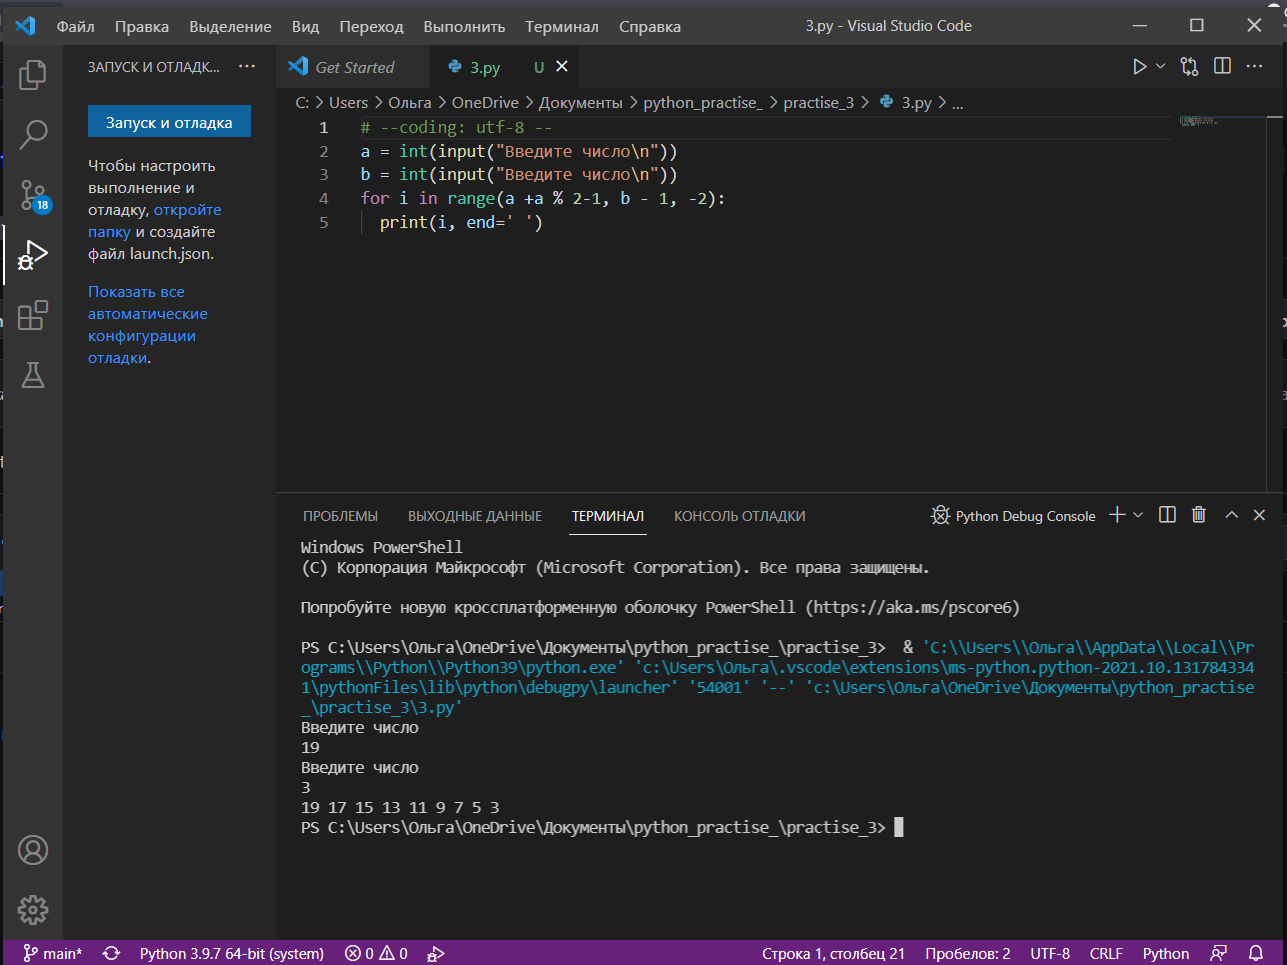 Файл Правка Выделение Вид Переход Выполнить Терминал Справка 3.py - Visual Studio Code
ЗАПУСК И ОТЛАДК... ···
Get Started 3.py U
C: > Users > Ольга > OneDrive > Документы > python_practise_ > practise_3 > 3.py > ...
Запуск и отладка
Чтобы настроить
выполнение и
отладку, откройте
папку и создайте
файл launch.json.
Показать все
автоматические
конфигурации
отладки.
18
1 # --coding: utf-8 --
2 a = int(input("Введите число\n"))
3 b = int(input("Введите число\n"))
4 for i in range(a +a % 2-1, b - 1, -2):
5 print(i, end=' ')
ПРОБЛЕМЫ ВЫХОДНЫЕ ДАННЫЕ ТЕРМИНАЛ КОНСОЛЬ ОТЛАДКИ Python Debug Console
Windows PowerShell
(C) Корпорация Майкрософт (Microsoft Corporation). Все права защищены.
Попробуйте новую кроссплатформенную оболочку PowerShell (https://aka.ms/pscore6)
PS C:\Users\Ольга\OneDrive\Документы\python_practise_\practise_3>  & 'C:\\Users\\Ольга\\AppData\\Local\\Pr
ograms\\Python\\Python39\python.exe' 'c:\Users\Ольга\.vscode\extensions\ms-python.python-2021.10.131784334
1\pythonFiles\lib\python\debugpy\launcher' '54001' '--' 'c:\Users\Ольга\OneDrive\Документы\python_practise
_\practise_3\3.py'
Введите число
19
Введите число
3
19 17 15 13 11 9 7 5 3
PS C:\Users\Ольга\OneDrive\Документы\python_practise_\practise_3>
main* Python 3.9.7 64-bit (system) 0 0 Строка 1, столбец 21 Пробелов: 2 UTF-8 CRLF Python